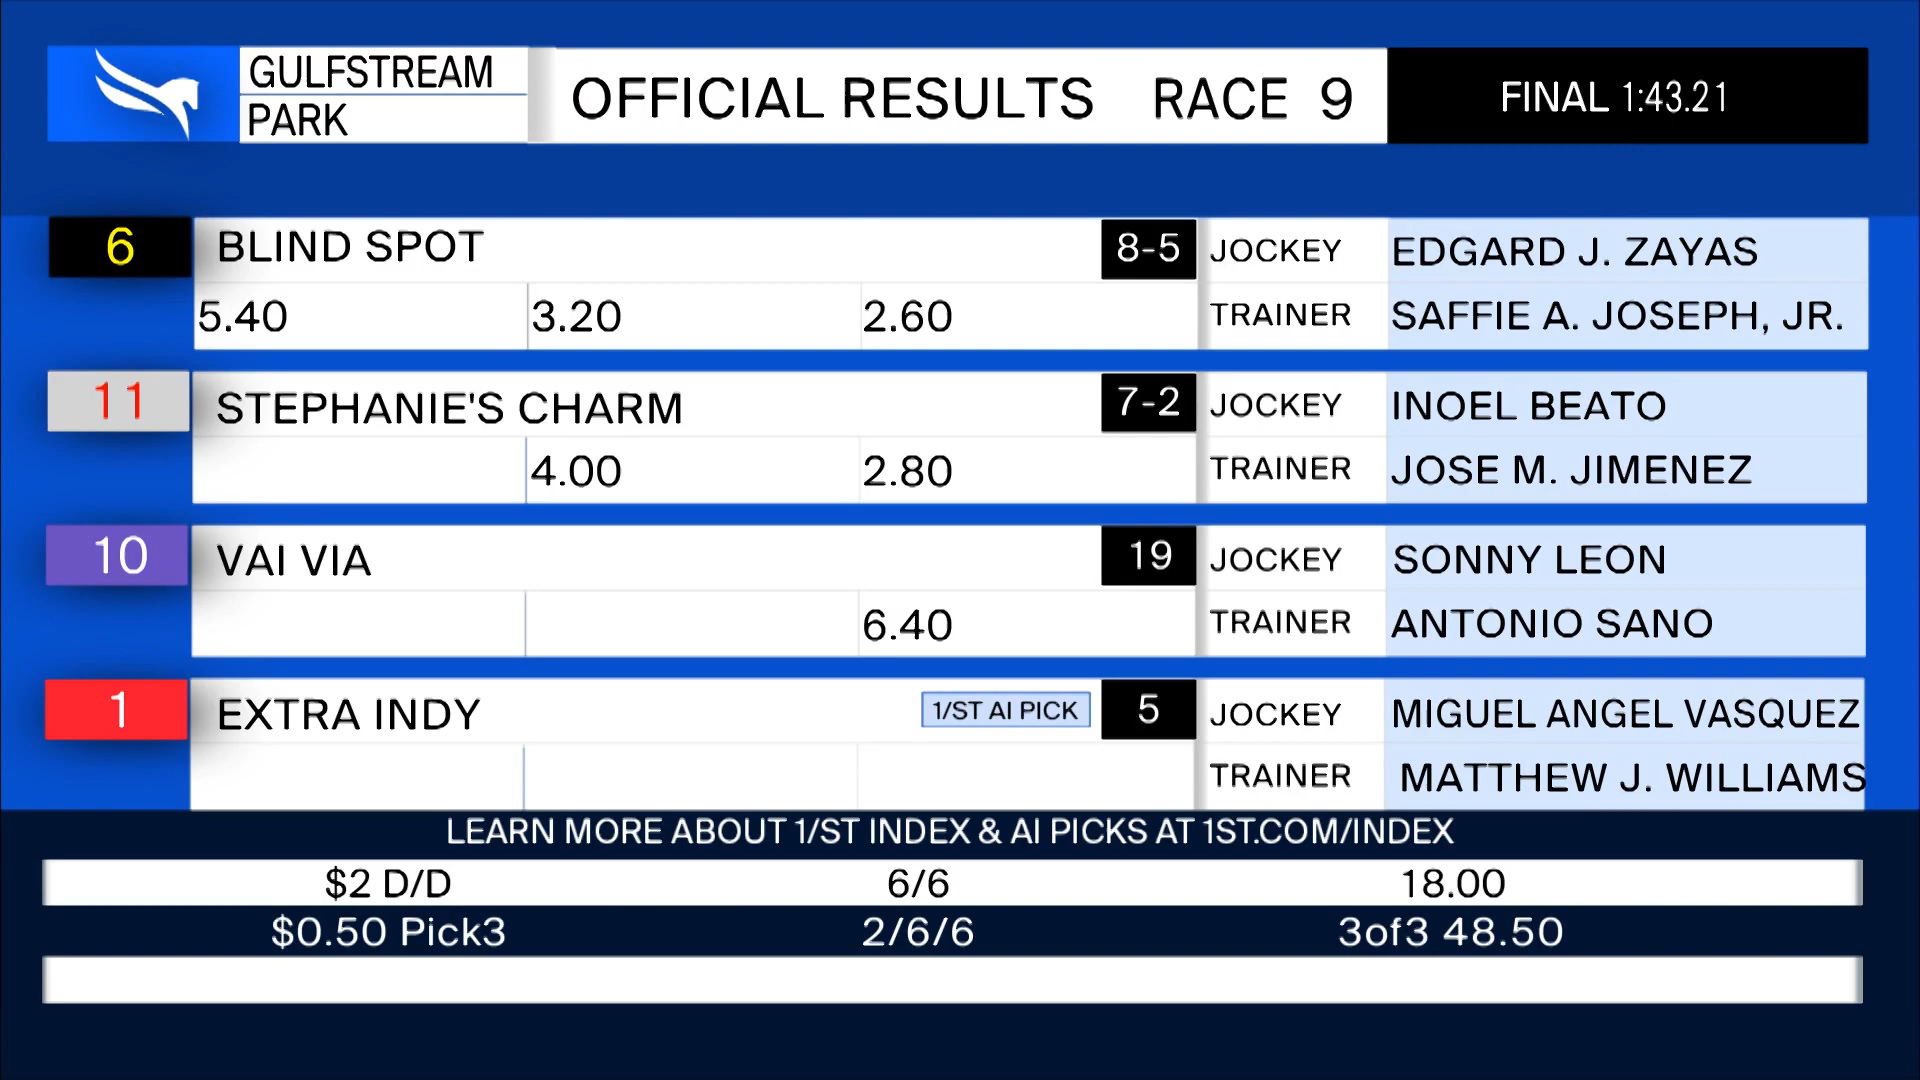 GULFSTREAM
PARK
OFFICIAL RESULTS RACE 9
FINAL 1:43.21
6 BLIND SPOT 8-5 JOCKEY EDGARD J. ZAYAS
5.40 3.20 2.60 TRAINER SAFFIE A. JOSEPH, JR.
11 STEPHANIE'S CHARM 7-2 JOCKEY INOEL BEATO
4.00 2.80 TRAINER JOSE M. JIMENEZ
10 VAI VIA 19 JOCKEY SONNY LEON
6.40 TRAINER ANTONIO SANO
1 EXTRA INDY 1/ST AI PICK 5 JOCKEY MIGUEL ANGEL VASQUEZ
TRAINER MATTHEW J. WILLIAMS
LEARN MORE ABOUT 1/ST INDEX & AI PICKS AT 1ST.COM/INDEX
$2 D/D 6/6 18.00
$0.50 Pick3 2/6/6 3of3 48.50